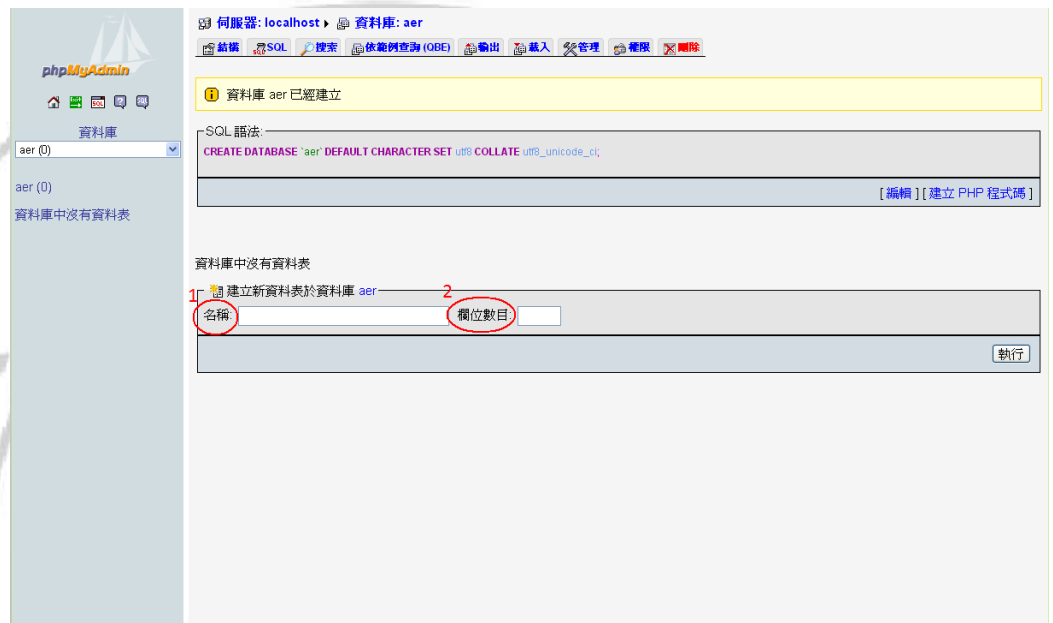 伺服器: localhost ▸ 資料庫: aer
結構 SQL 搜索 依範例查詢 (QBE) 輸出 載入 管理 權限 刪除
phpMyAdmin
資料庫
aer (0)
aer (0)
資料庫中沒有資料表
資料庫 aer 已經建立
SQL 語法:
CREATE DATABASE `aer` DEFAULT CHARACTER SET utf8 COLLATE utf8_unicode_ci;
[ 編輯 ] [ 建立 PHP 程式碼 ]
資料庫中沒有資料表
1 建立新資料表於資料庫 aer 2
名稱: 欄位數目:
執行